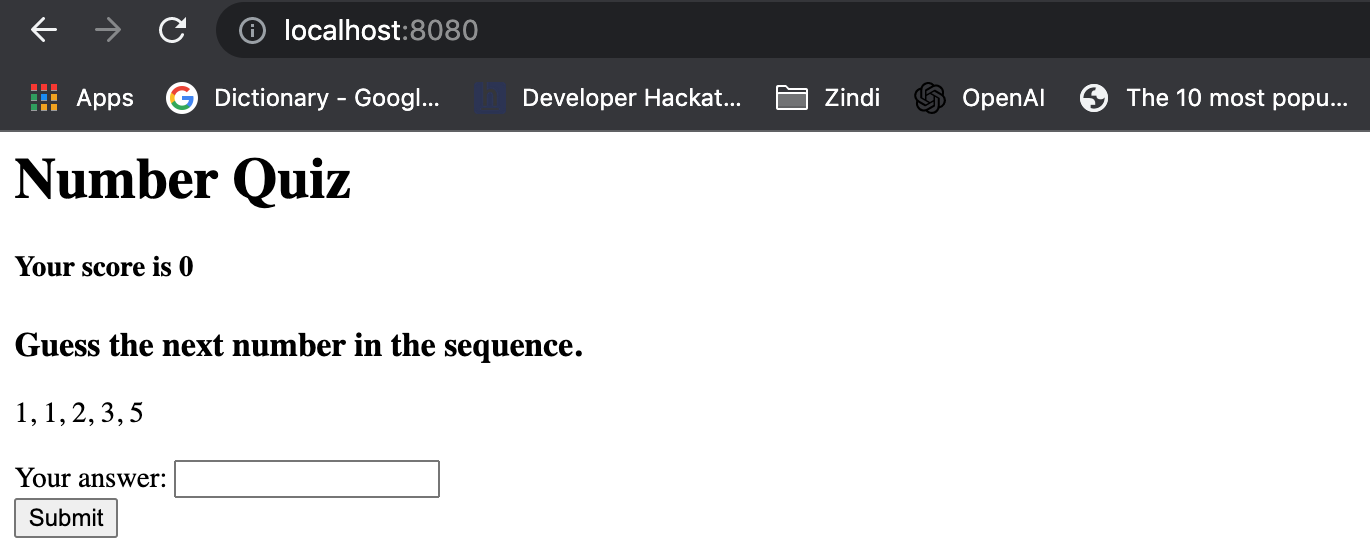 localhost:8080
Apps Dictionary - Googl... Developer Hackat... Zindi OpenAI The 10 most popu...
Number Quiz
Your score is 0
Guess the next number in the sequence.
1, 1, 2, 3, 5
Your answer:
Submit